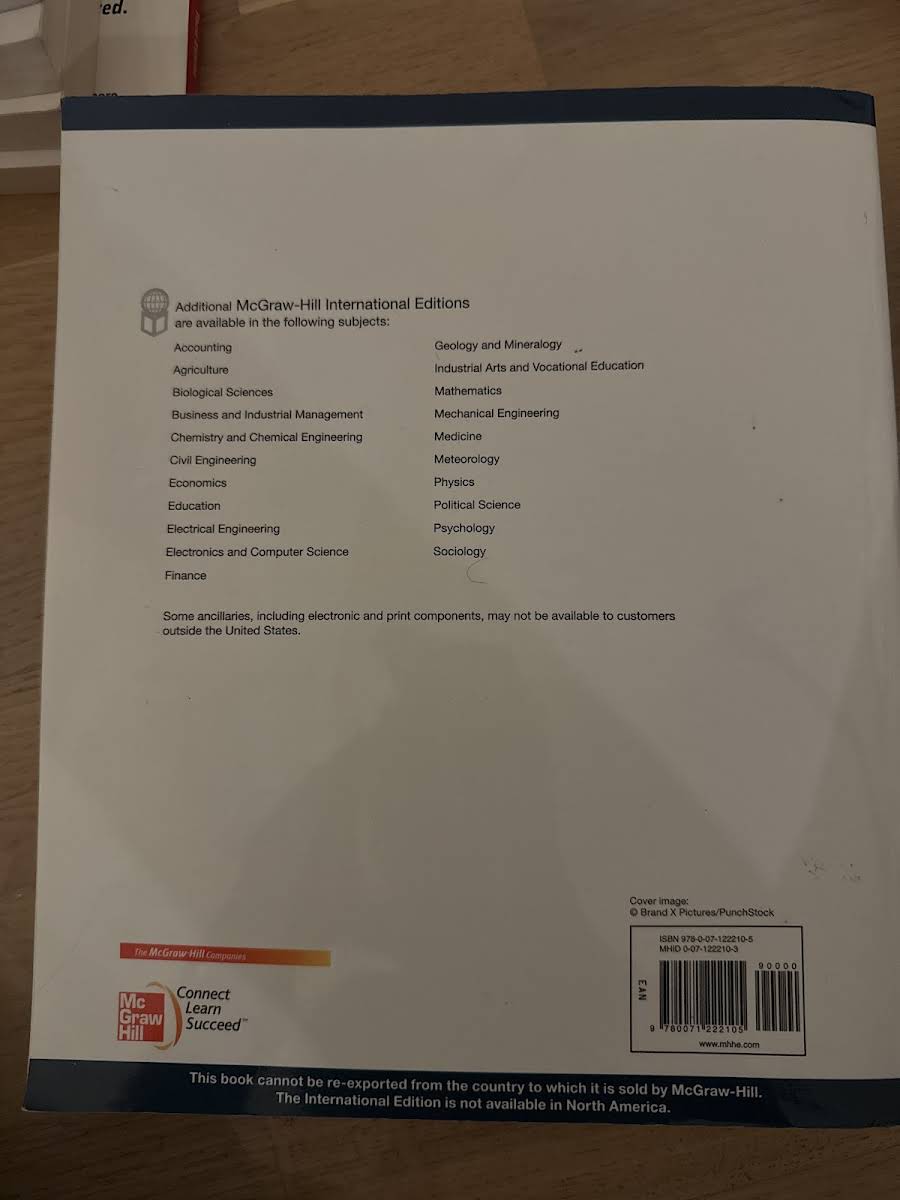 ed.
Additional McGraw-Hill International Editions
are available in the following subjects:
Accounting
Agriculture
Biological Sciences
Business and Industrial Management
Chemistry and Chemical Engineering
Civil Engineering
Economics
Education
Electrical Engineering
Electronics and Computer Science
Finance
Geology and Mineralogy
Industrial Arts and Vocational Education
Mathematics
Mechanical Engineering
Medicine
Meteorology
Physics
Political Science
Psychology
Sociology
Some ancillaries, including electronic and print components, may not be available to customers
outside the United States.
Cover image:
© Brand X Pictures/PunchStock
ISBN 978-0-07-122210-5
MHID 0-07-122210-3
90000
EAN
9 780071 222105
www.mhhe.com
The McGraw-Hill Companies
Mc
Graw
Hill
Connect
Learn
Succeed™
This book cannot be re-exported from the country to which it is sold by McGraw-Hill.
The International Edition is not available in North America.